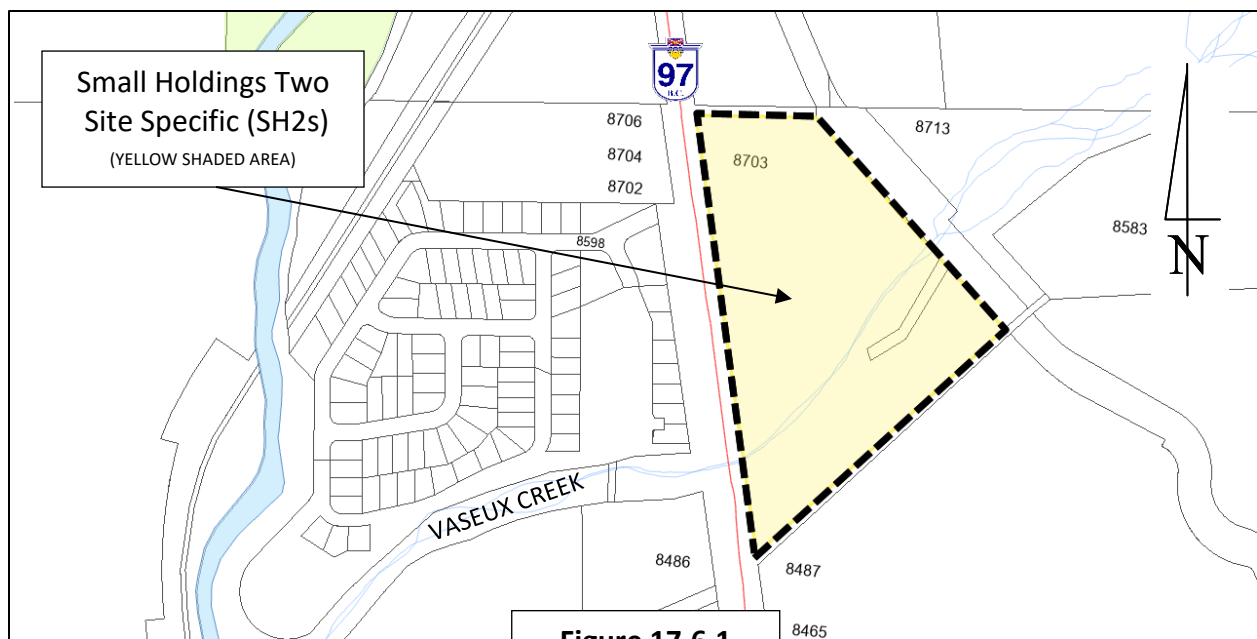 Small Holdings Two
Site Specific (SH2s)
(YELLOW SHADED AREA)
97
B.C.
8706
8704
8702
8703
8713
8583
8598
N
VASEUX CREEK
8486
8487
8465
Figure 17.6.1